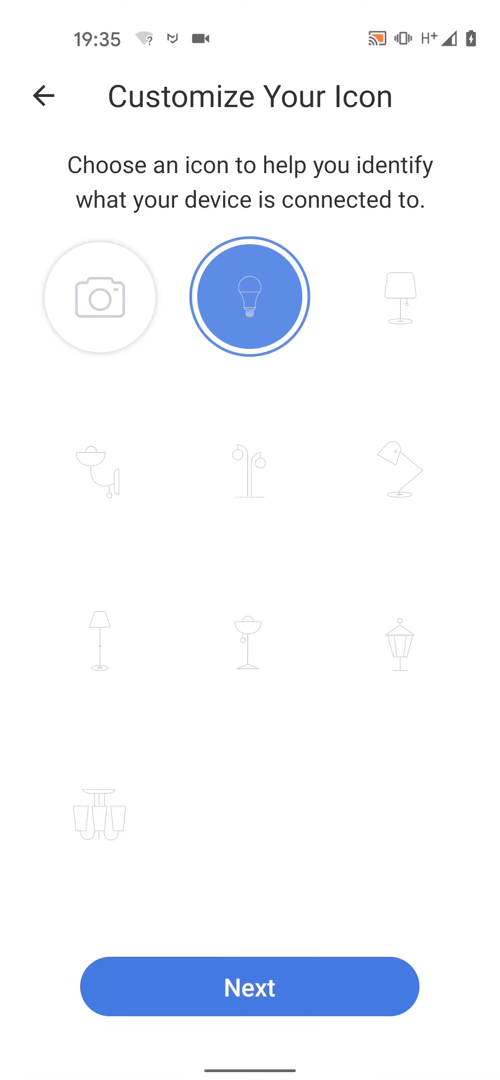 19:35
H+
Customize Your Icon
Choose an icon to help you identify
what your device is connected to.
Next